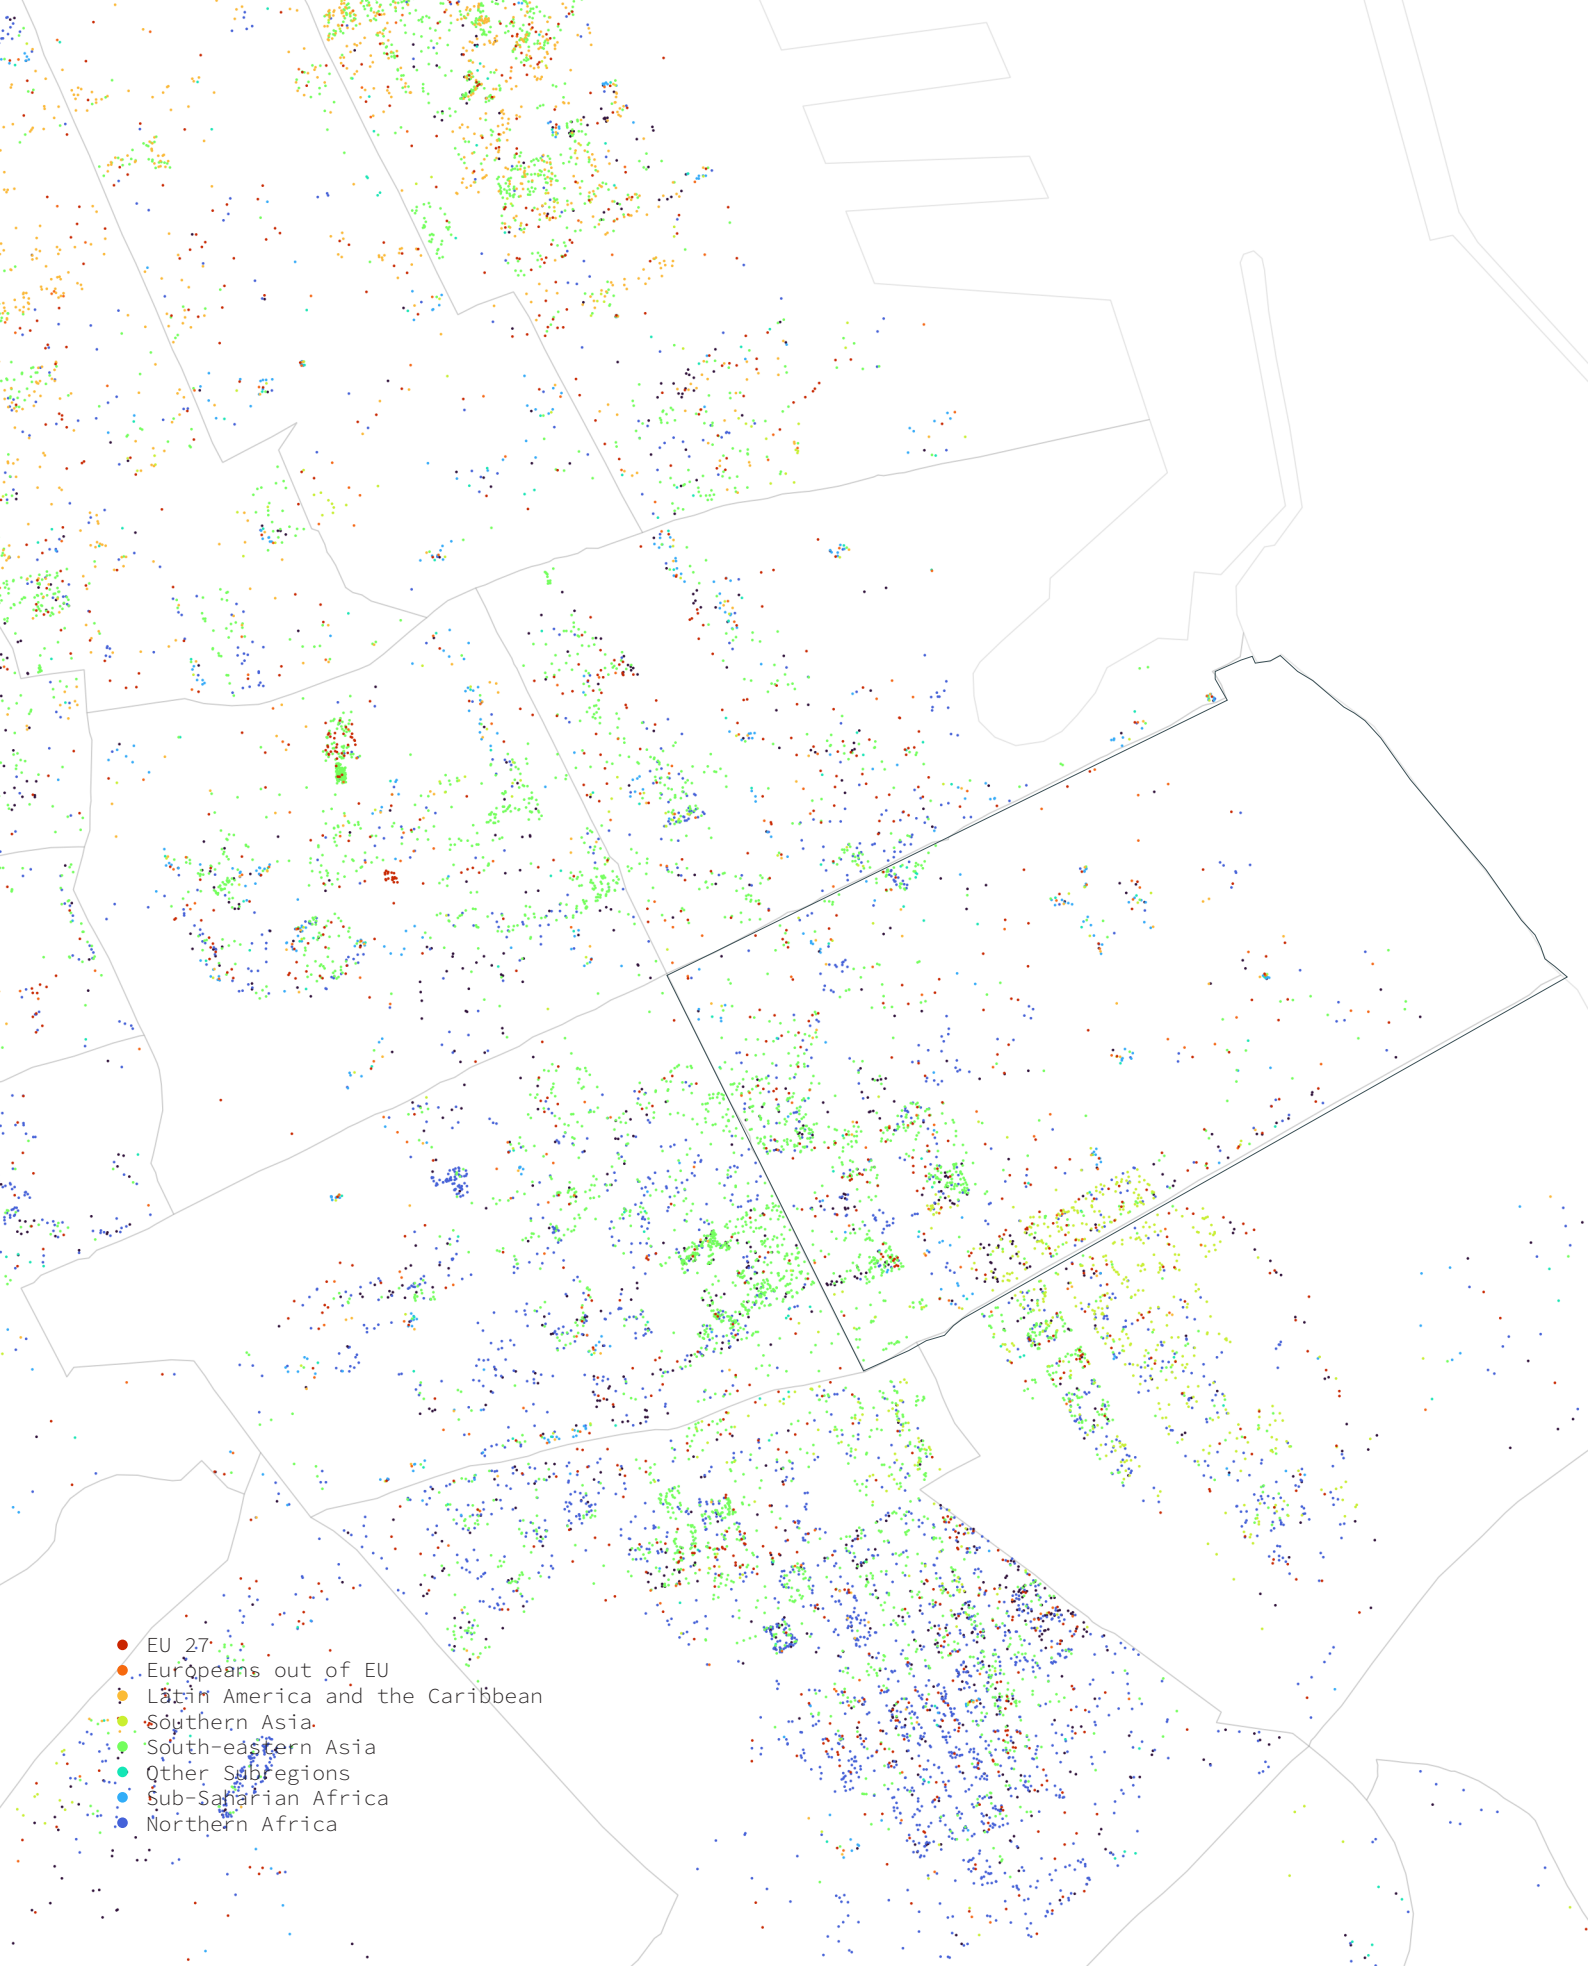 EU 27
Europeans out of EU
Latin America and the Caribbean
Southern Asia
South-eastern Asia
Other Subregions
Sub-Saharian Africa
Northern Africa